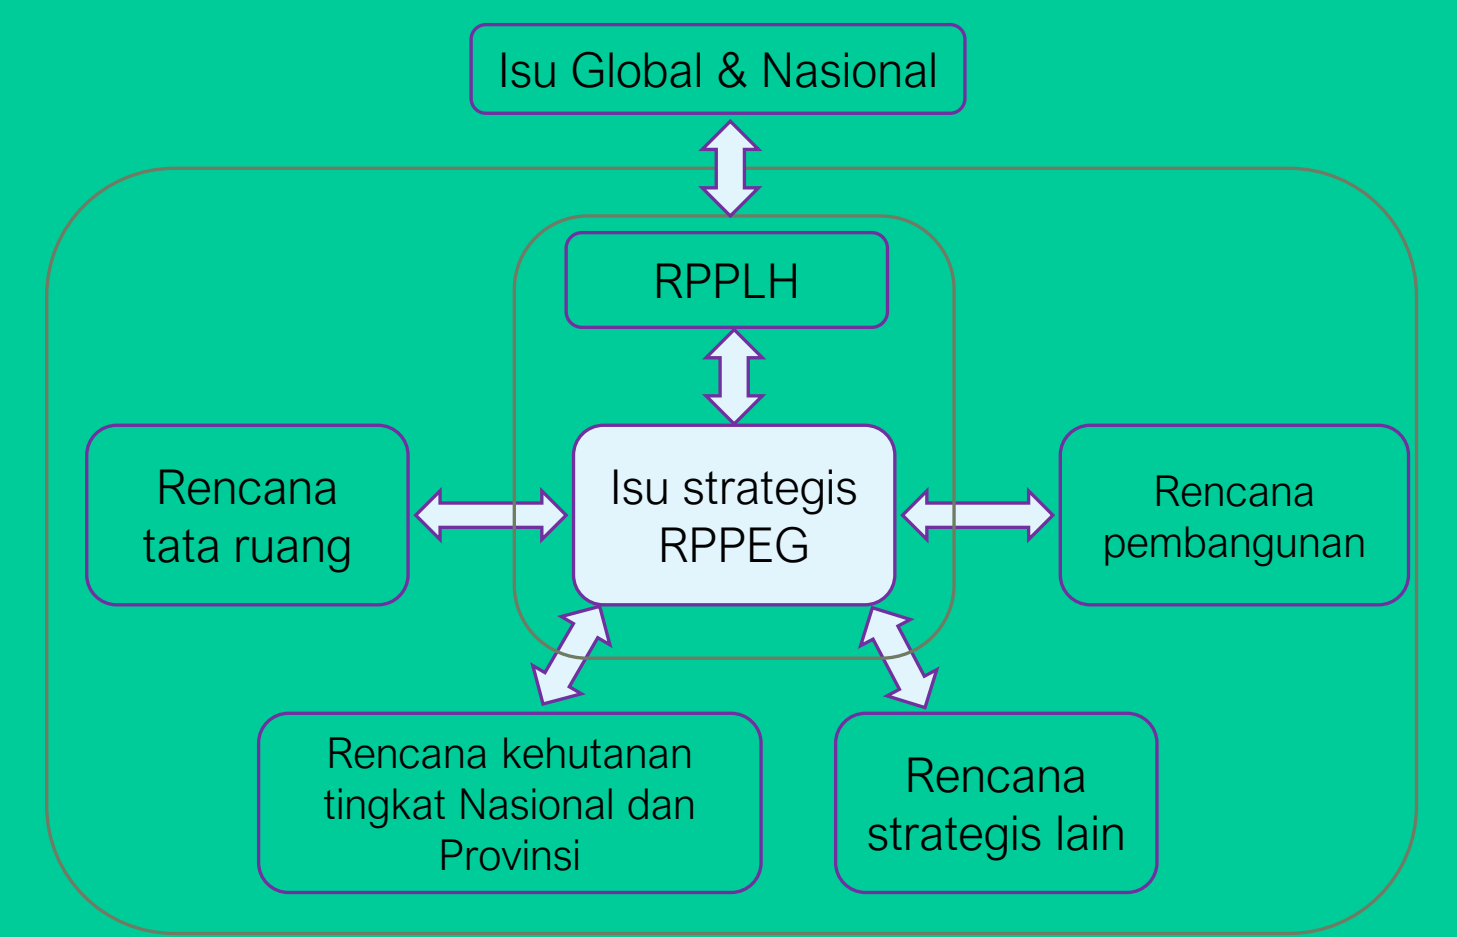 Isu Global & Nasional
RPPLH
Rencana
tata ruang
Isu strategis
RPPEG
Rencana
pembangunan
Rencana kehutanan
tingkat Nasional dan
Provinsi
Rencana
strategis lain